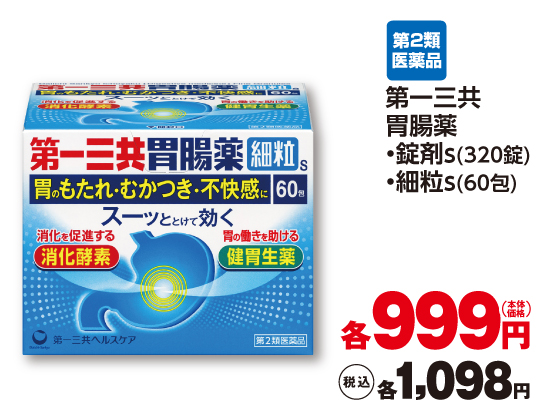 第2類
医薬品
第一三共
胃腸薬
•錠剤S(320錠)
•細粒S(60包)
各999円(本体価格)
税込 各1,098円
第2類医薬品
第一三共胃腸薬 細粒 S
胃のもたれ・むかつき・不快感に 60包
スーッととけて効く
消化を促進する 胃の働きを助ける
消化酵素 健胃生薬
第一三共ヘルスケア 第2類医薬品